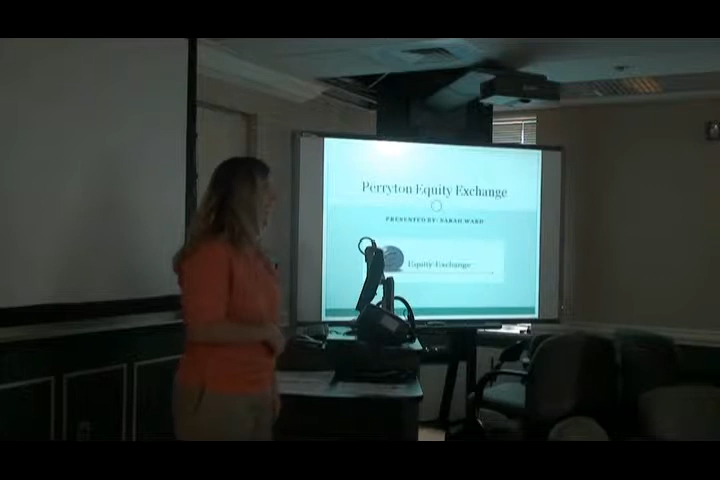 Perryton Equity Exchange
PRESENTED BY: SARAH WARD
Equity Exchange